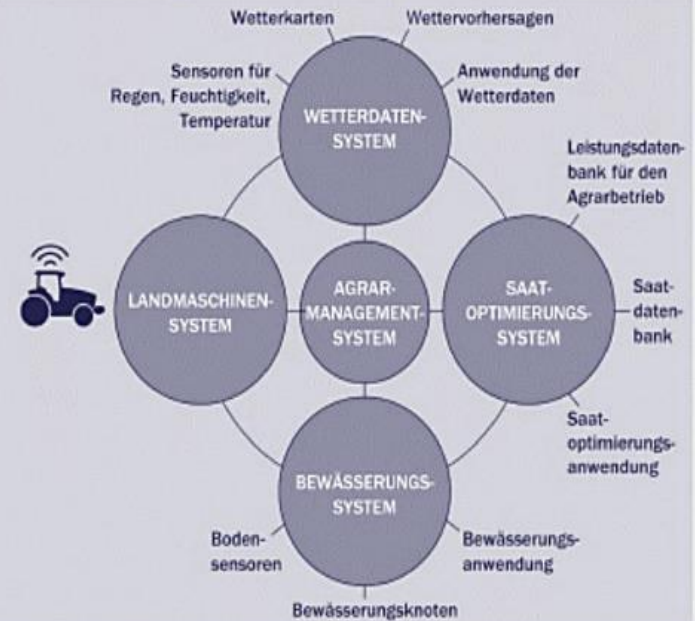 Wetterkarten
Wettervorhersagen
Sensoren für
Regen, Feuchtigkeit,
Temperatur
Anwendung der
Wetterdaten
WETTERDATEN-
SYSTEM
Leistungsdaten-
bank für den
Agrarbetrieb
LANDMASCHINEN-
SYSTEM
AGRAR-
MANAGEMENT-
SYSTEM
SAAT-
OPTIMIERUNGS-
SYSTEM
Saat-
daten-
bank
Saat-
optimierungs-
anwendung
BEWÄSSERUNGS-
SYSTEM
Boden-
sensoren
Bewässerungs-
anwendung
Bewässerungsknoten